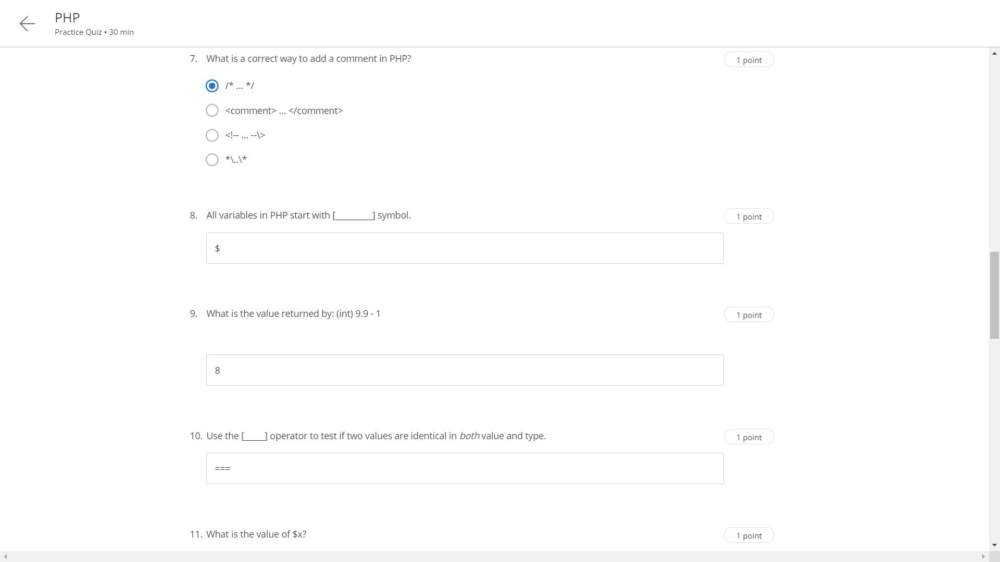 PHP
Practice Quiz • 30 min
7. What is a correct way to add a comment in PHP?
1 point
/* ... */
<comment> ... </comment>
<!-- ... --\>
*\..\*
8. All variables in PHP start with [_________] symbol.
1 point
$
9. What is the value returned by: (int) 9.9 - 1
1 point
8
10. Use the [_____] operator to test if two values are identical in both value and type.
1 point
===
11. What is the value of $x?
1 point